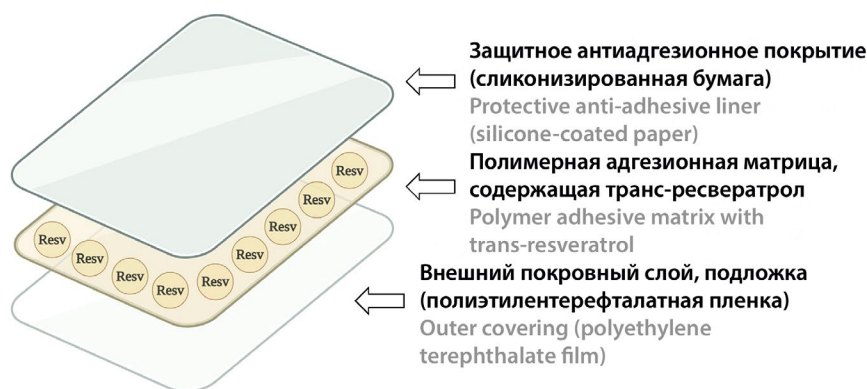 Защитное антиадгезионное покрытие
(сликонизированная бумага)
Protective anti-adhesive liner
(silicone-coated paper)
Полимерная адгезионная матрица,
содержащая транс-ресвератрол
Polymer adhesive matrix with
trans-resveratrol
Внешний покровный слой, подложка
(полиэтилентерефталатная пленка)
Outer covering (polyethylene
terephthalate film)
Resv
Resv
Resv
Resv
Resv
Resv
Resv
Resv
Resv